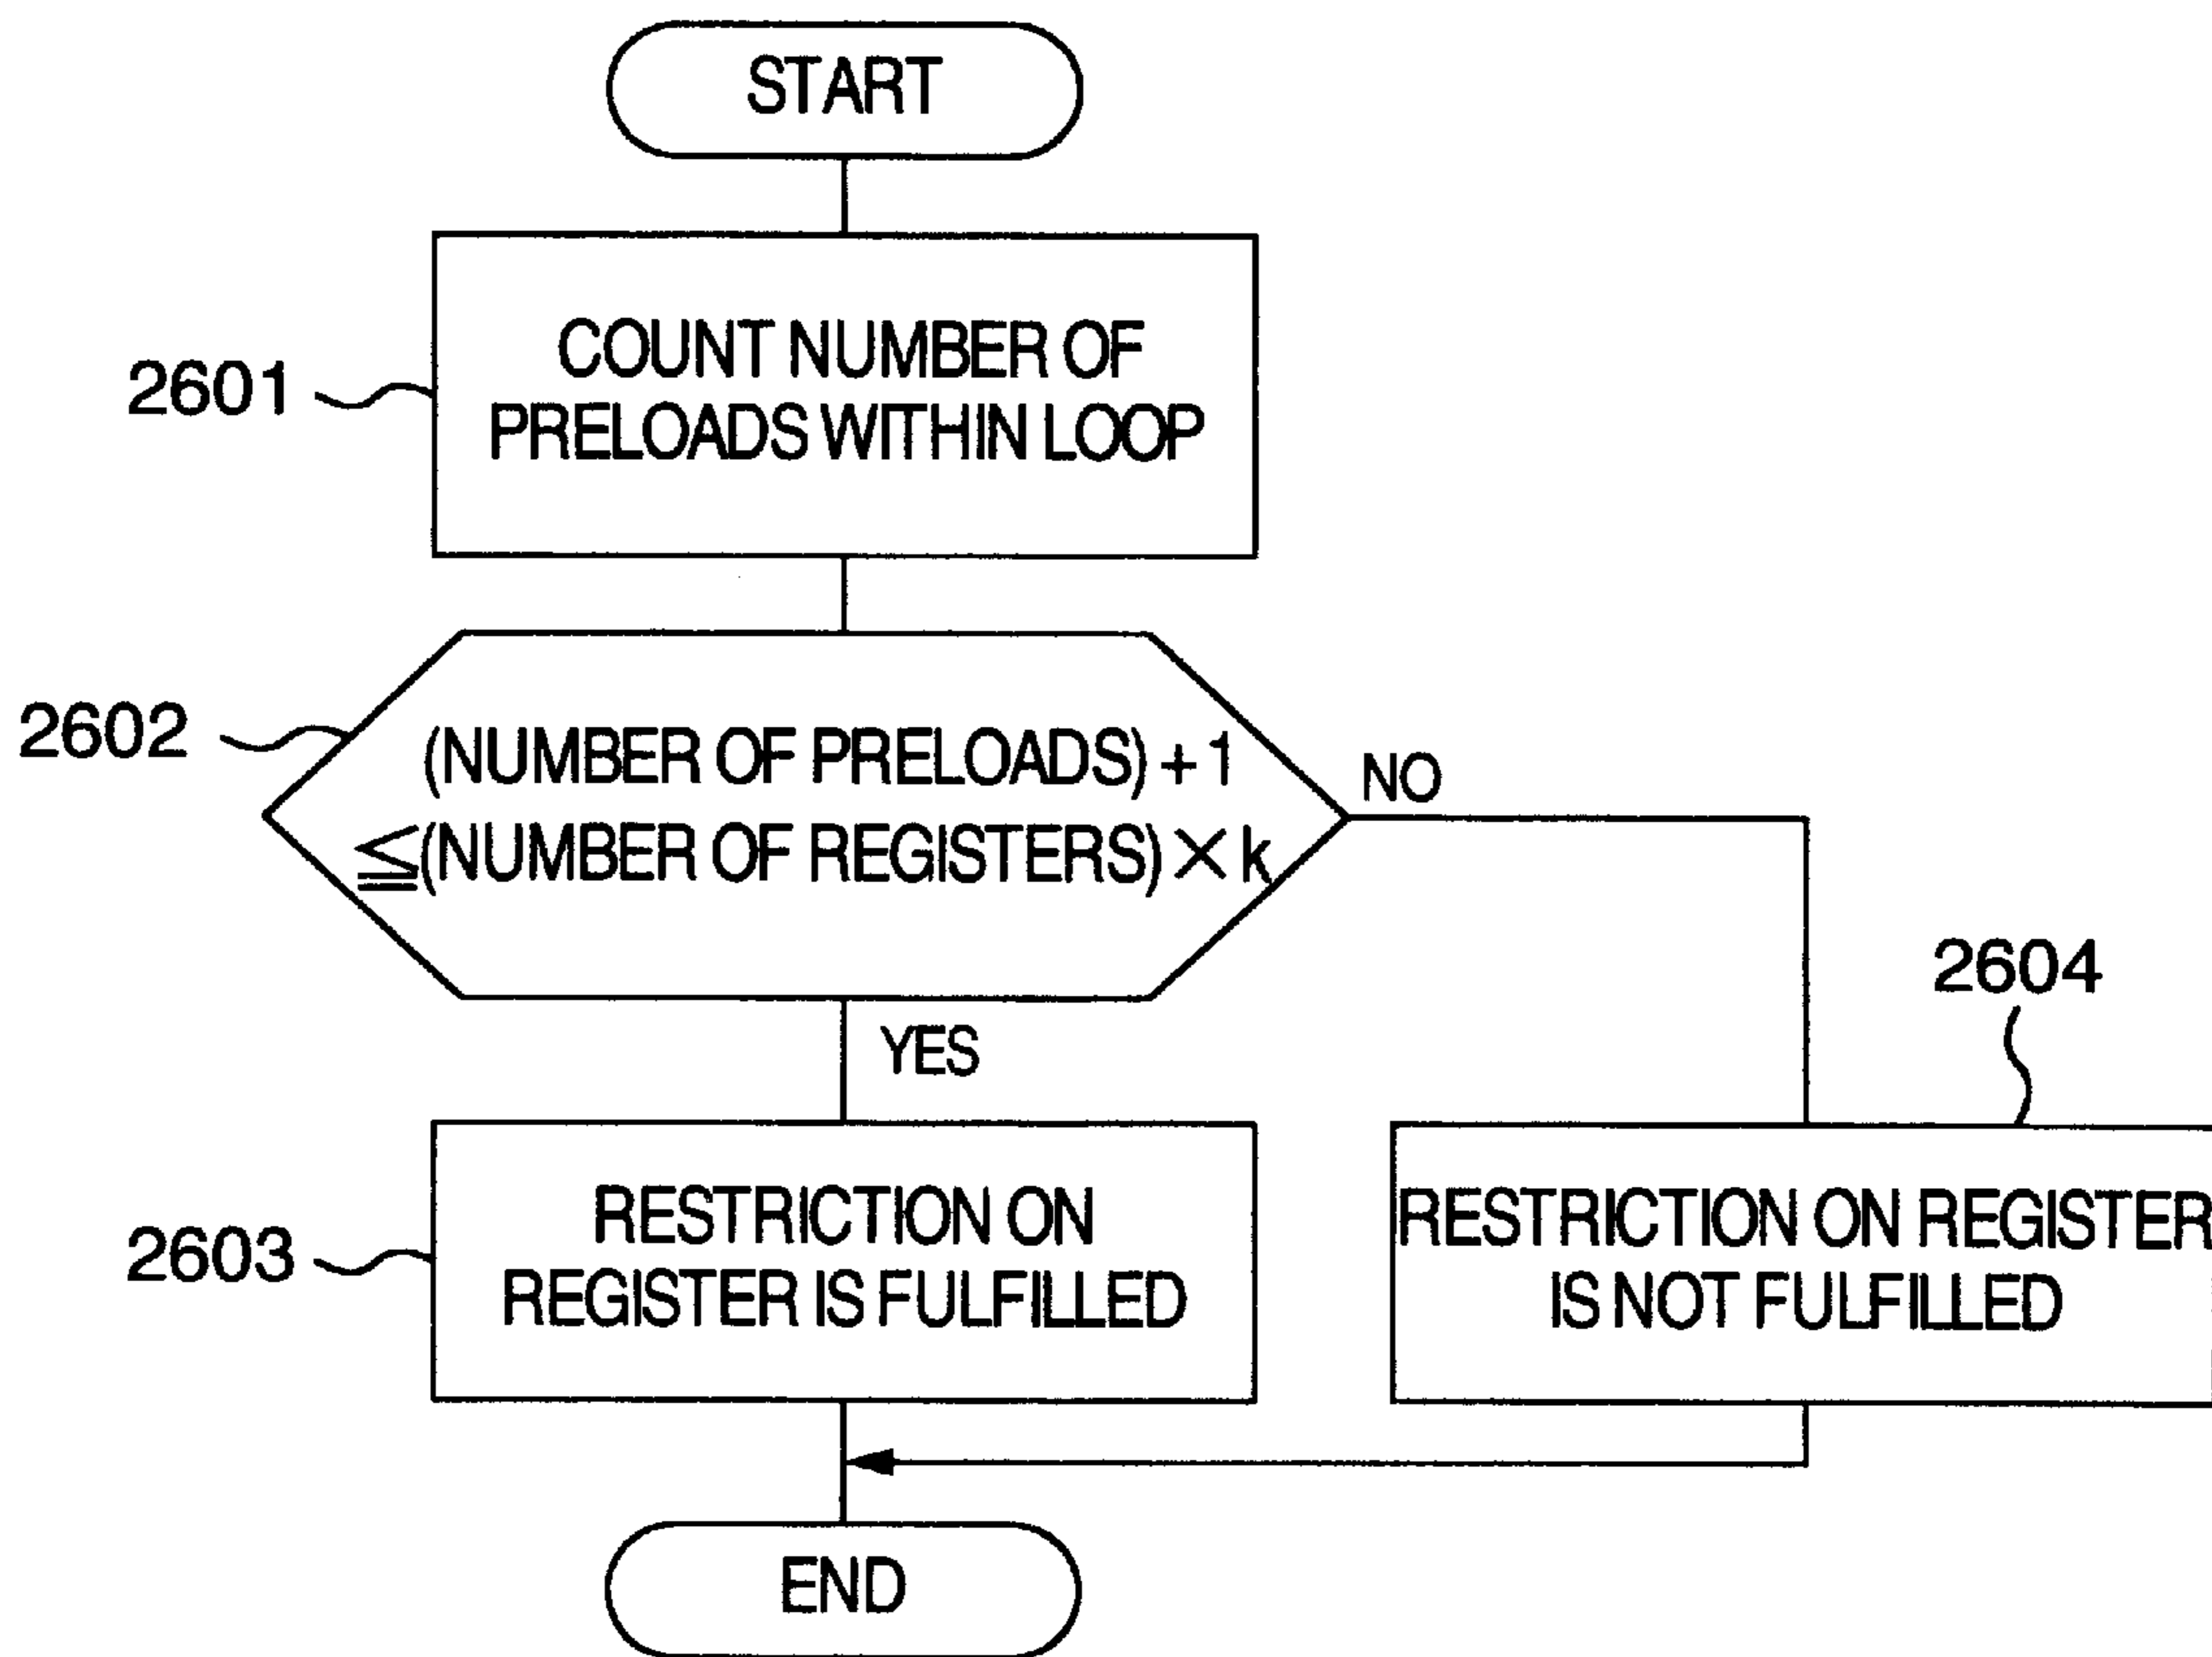 START
2601
COUNT NUMBER OF
PRELOADS WITHIN LOOP
2602
(NUMBER OF PRELOADS) + 1
≦(NUMBER OF REGISTERS) × k
NO
YES
2603
RESTRICTION ON
REGISTER IS FULFILLED
2604
RESTRICTION ON REGISTER
IS NOT FULFILLED
END